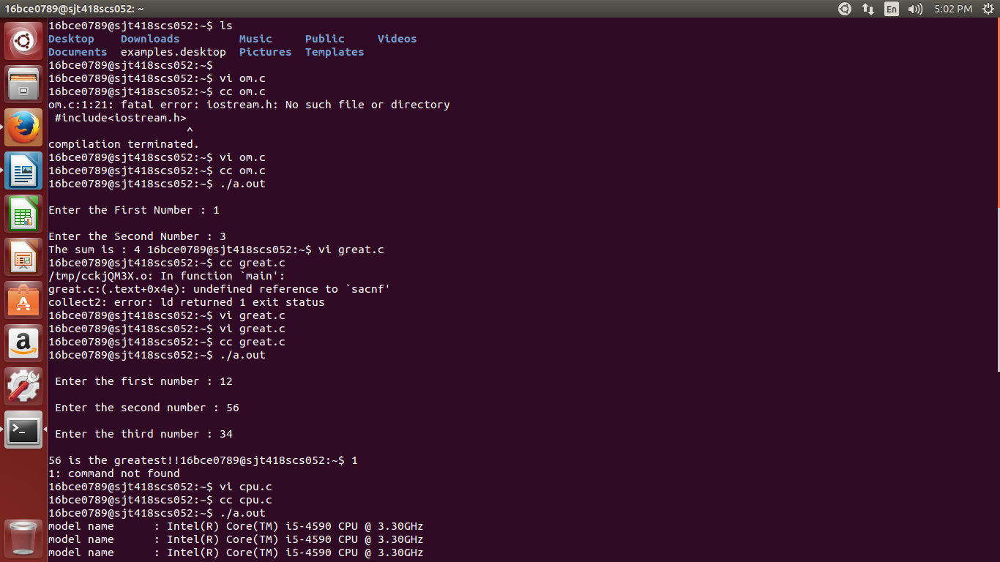 16bce0789@sjt418scs052: ~
En
5:02 PM
16bce0789@sjt418scs052:~$ ls
Desktop    Downloads         Music     Public     Videos
Documents  examples.desktop  Pictures  Templates
16bce0789@sjt418scs052:~$
16bce0789@sjt418scs052:~$ vi om.c
16bce0789@sjt418scs052:~$ cc om.c
om.c:1:21: fatal error: iostream.h: No such file or directory
 #include<iostream.h>
                     ^
compilation terminated.
16bce0789@sjt418scs052:~$ vi om.c
16bce0789@sjt418scs052:~$ cc om.c
16bce0789@sjt418scs052:~$ ./a.out
Enter the First Number : 1
Enter the Second Number : 3
The sum is : 4 16bce0789@sjt418scs052:~$ vi great.c
16bce0789@sjt418scs052:~$ cc great.c
/tmp/cckjQM3X.o: In function `main':
great.c:(.text+0x4e): undefined reference to `sacnf'
collect2: error: ld returned 1 exit status
16bce0789@sjt418scs052:~$ vi great.c
16bce0789@sjt418scs052:~$ vi great.c
16bce0789@sjt418scs052:~$ cc great.c
16bce0789@sjt418scs052:~$ ./a.out
 Enter the first number : 12
 Enter the second number : 56
 Enter the third number : 34
56 is the greatest!!16bce0789@sjt418scs052:~$ 1
1: command not found
16bce0789@sjt418scs052:~$ vi cpu.c
16bce0789@sjt418scs052:~$ cc cpu.c
16bce0789@sjt418scs052:~$ ./a.out
model name      : Intel(R) Core(TM) i5-4590 CPU @ 3.30GHz
model name      : Intel(R) Core(TM) i5-4590 CPU @ 3.30GHz
model name      : Intel(R) Core(TM) i5-4590 CPU @ 3.30GHz